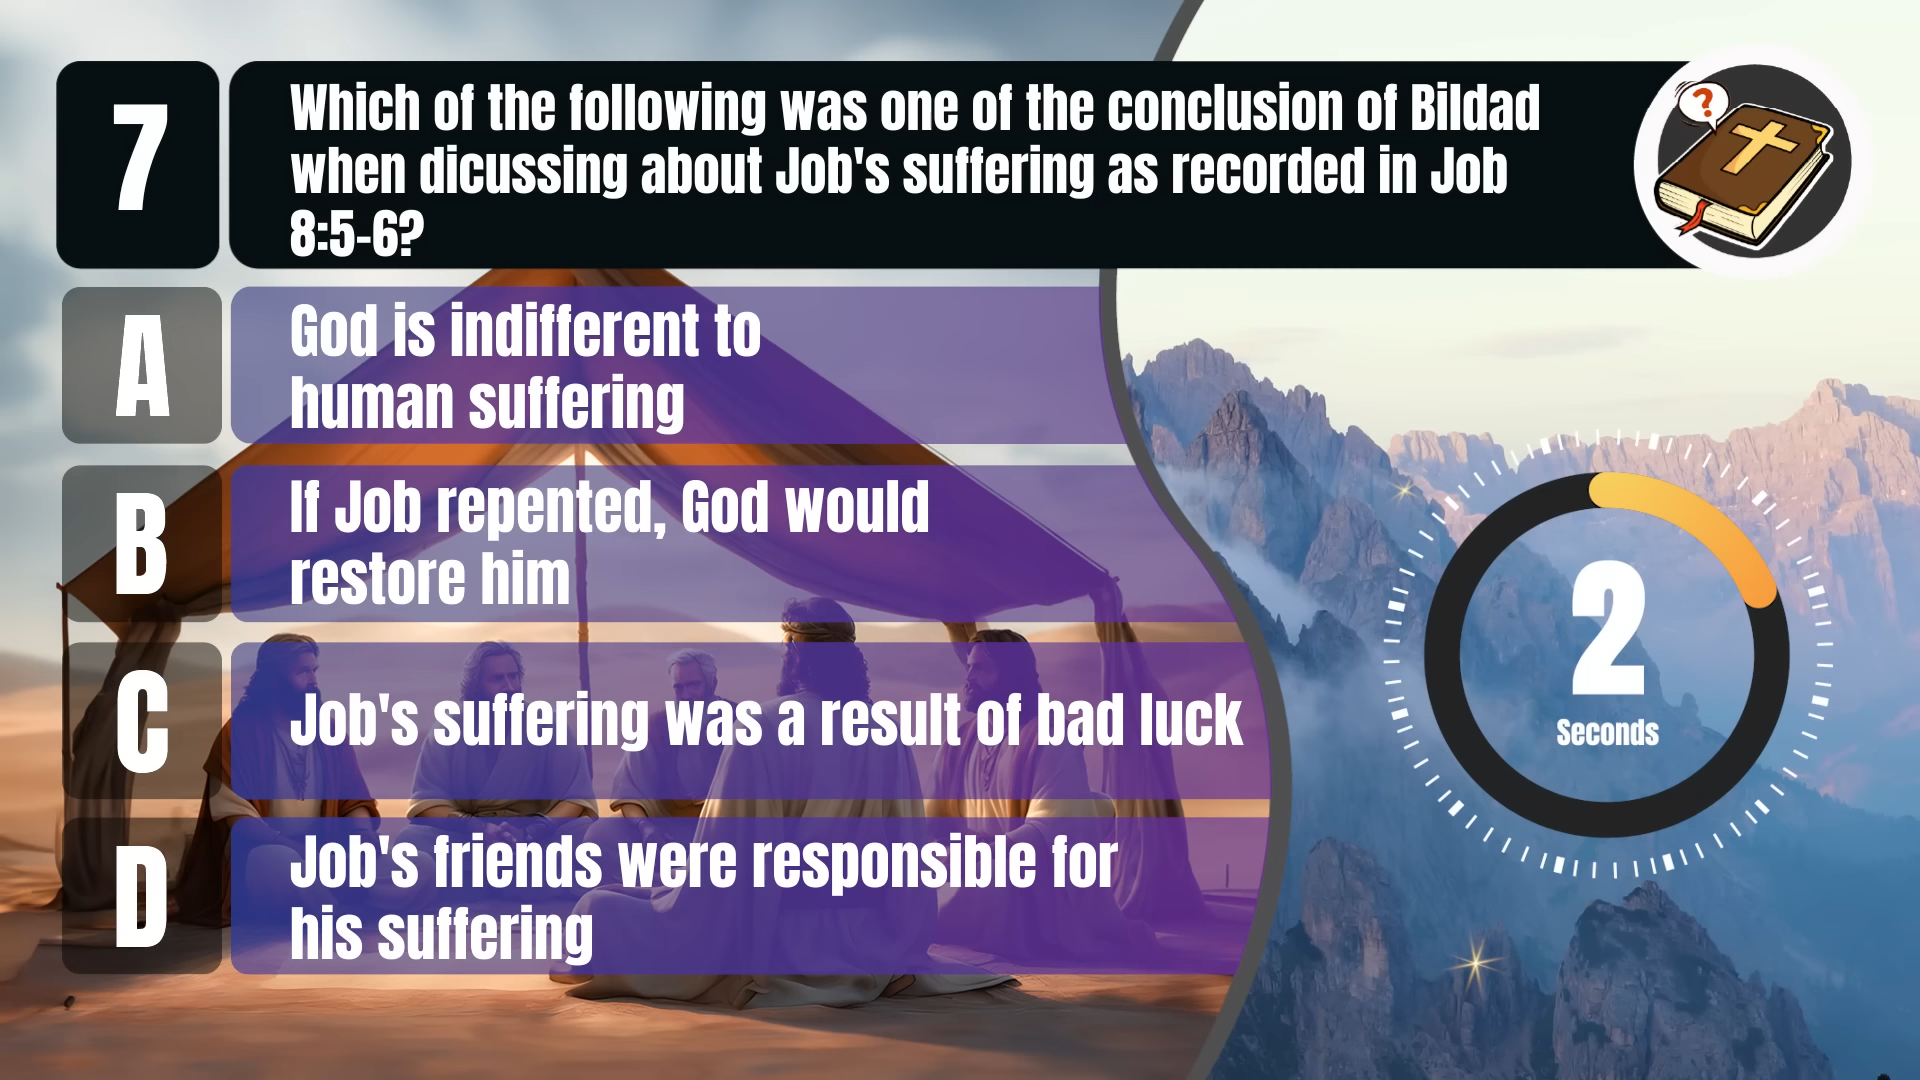 7
Which of the following was one of the conclusion of Bildad
when dicussing about Job's suffering as recorded in Job
8:5-6?
?
A
God is indifferent to
human suffering
B
If Job repented, God would
restore him
C
Job's suffering was a result of bad luck
D
Job's friends were responsible for
his suffering
2
Seconds